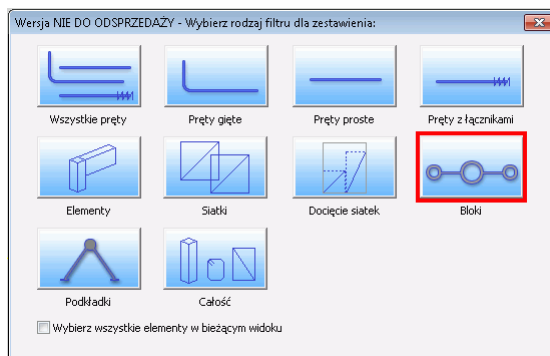 Wersja NIE DO ODSPRZEDAŻY - Wybierz rodzaj filtru dla zestawienia:
Wszystkie pręty
Pręty gięte
Pręty proste
Pręty z łącznikami
Elementy
Siatki
Docięcie siatek
Bloki
Podkładki
Całość
Wybierz wszystkie elementy w bieżącym widoku